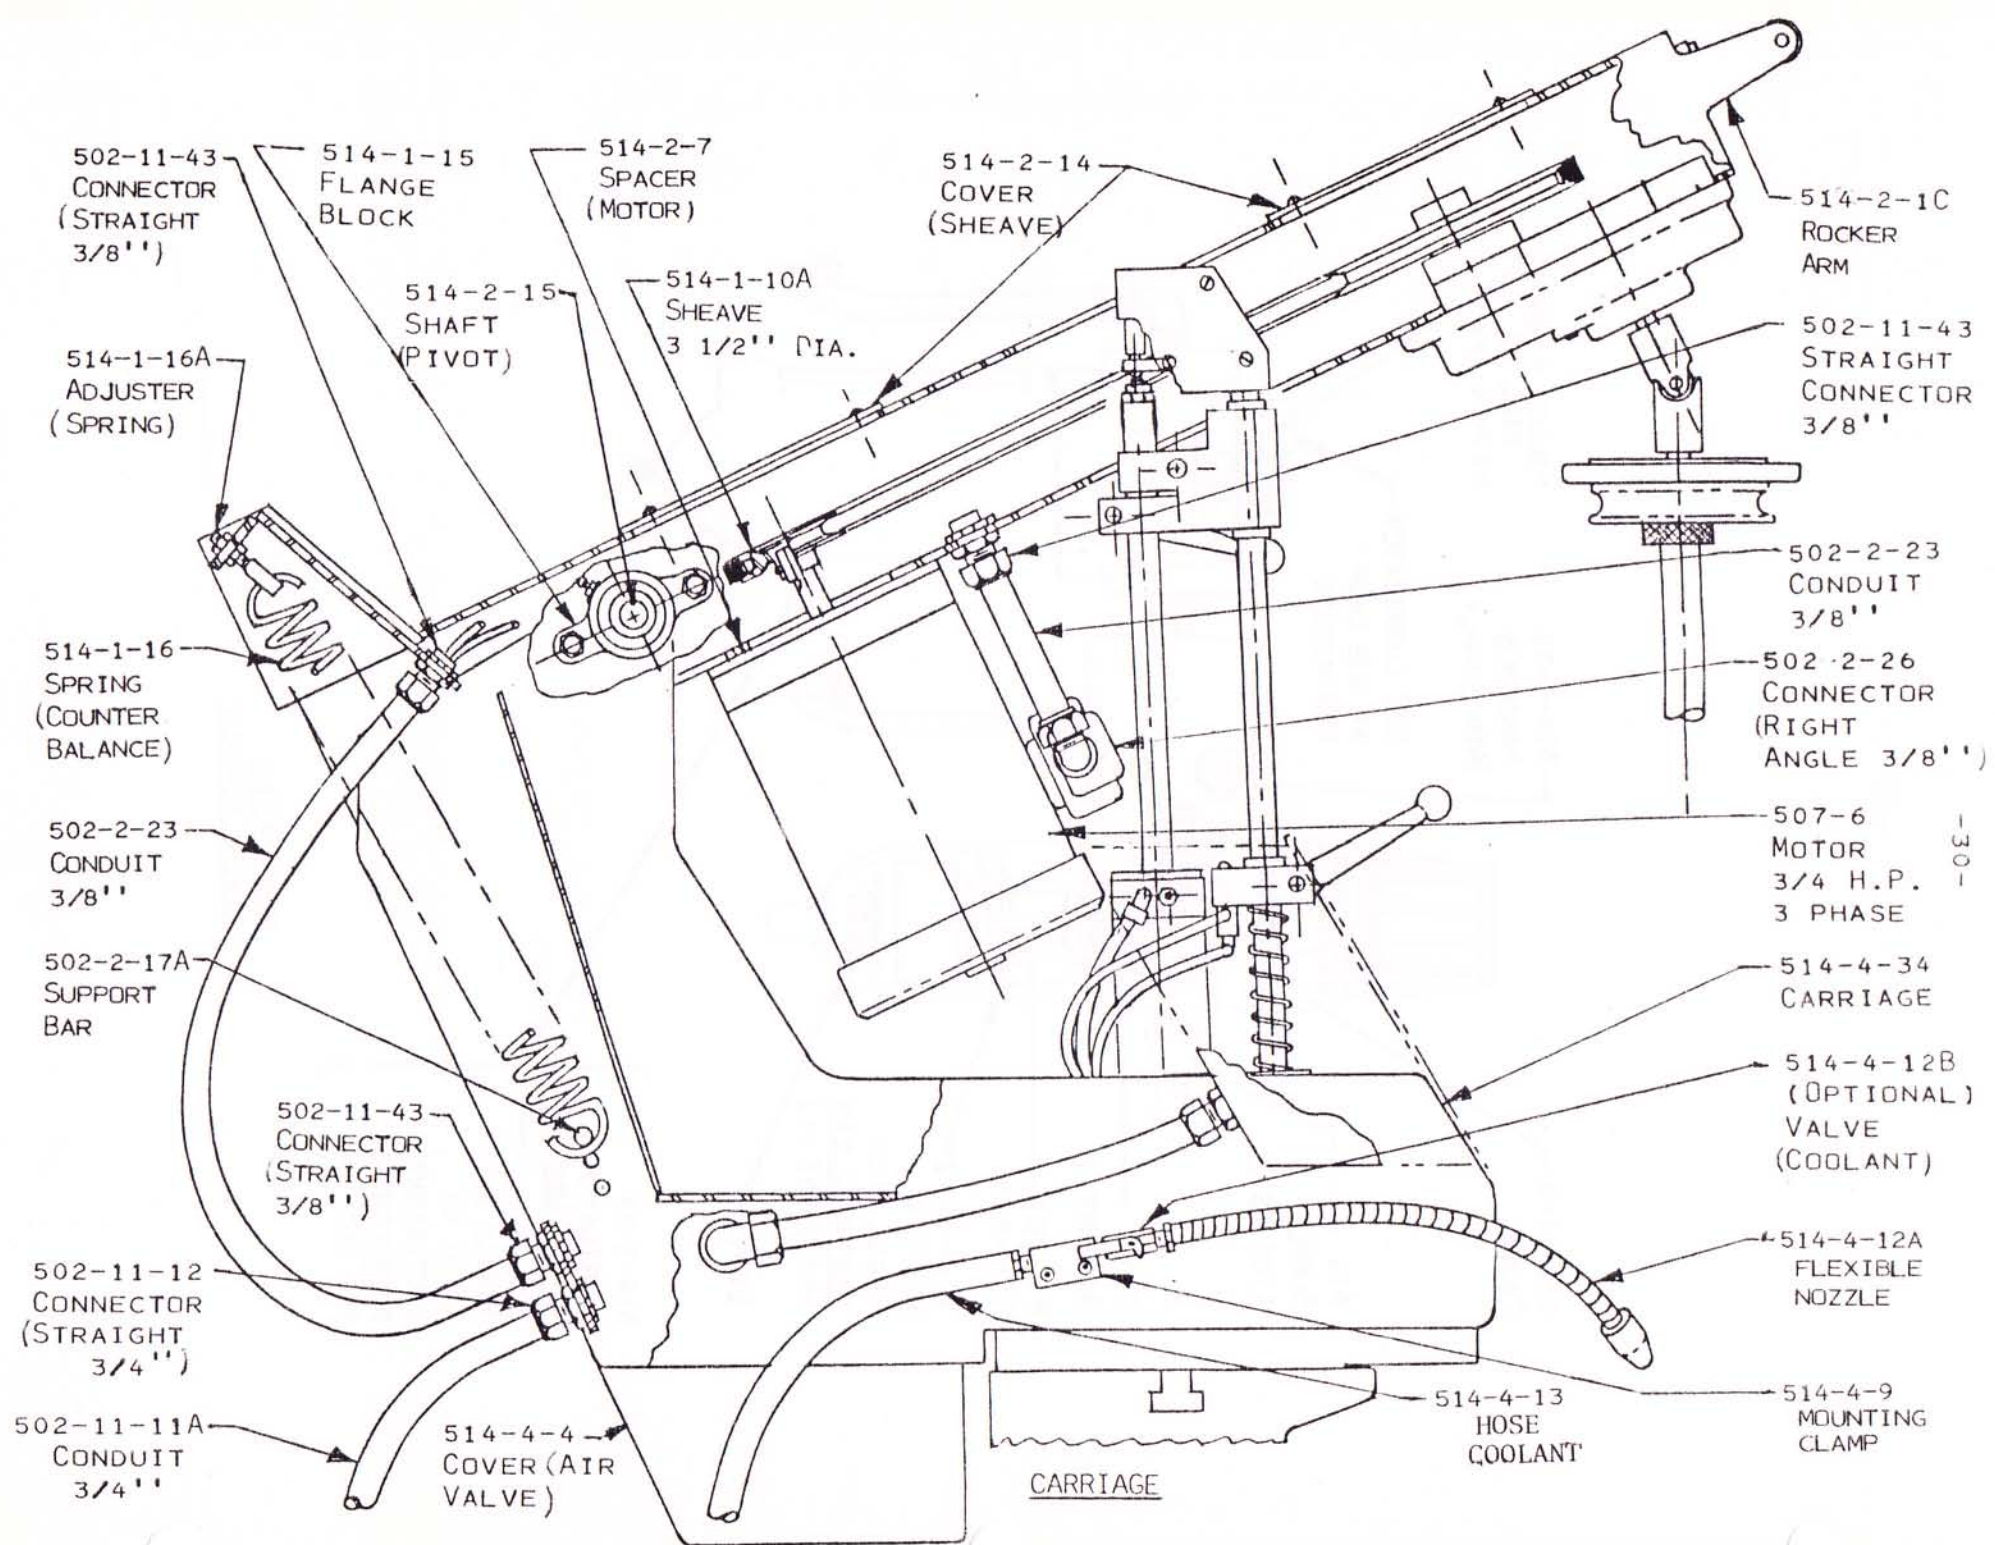 502-11-43
CONNECTOR
(STRAIGHT
3/8'')
514-1-15
FLANGE
BLOCK
514-2-7
SPACER
(MOTOR)
514-2-14
COVER
(SHEAVE)
514-2-1C
ROCKER
ARM
514-2-15
SHAFT
(PIVOT)
514-1-10A
SHEAVE
3 1/2'' DIA.
514-1-16A
ADJUSTER
(SPRING)
502-11-43
STRAIGHT
CONNECTOR
3/8''
502-2-23
CONDUIT
3/8''
514-1-16
SPRING
(COUNTER
BALANCE)
502-2-26
CONNECTOR
(RIGHT
ANGLE 3/8'')
502-2-23
CONDUIT
3/8''
507-6
MOTOR
3/4 H.P.
3 PHASE
-30-
502-2-17A
SUPPORT
BAR
514-4-34
CARRIAGE
514-4-12B
(OPTIONAL)
VALVE
(COOLANT)
502-11-43
CONNECTOR
(STRAIGHT
3/8'')
514-4-12A
FLEXIBLE
NOZZLE
502-11-12
CONNECTOR
(STRAIGHT
3/4'')
502-11-11A
CONDUIT
3/4''
514-4-4
COVER (AIR
VALVE)
514-4-13
HOSE
COOLANT
514-4-9
MOUNTING
CLAMP
CARRIAGE